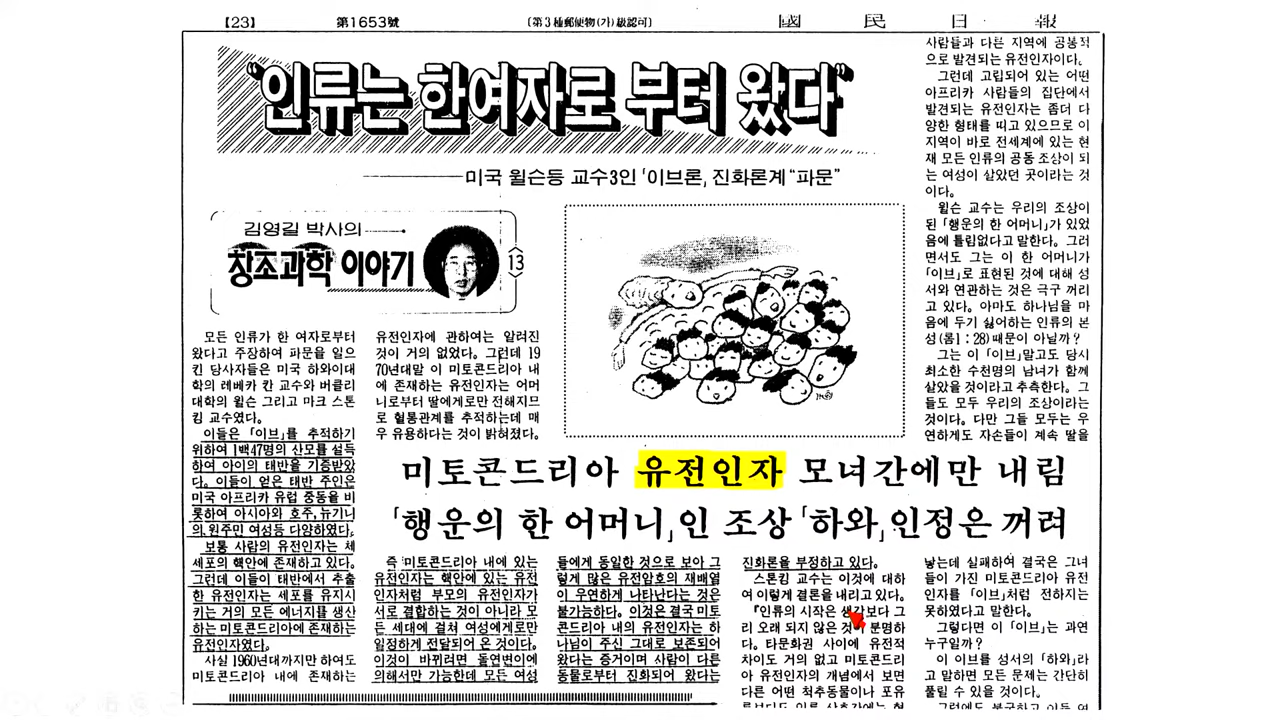 【23】 第1653號 〔第3種郵便物(가)級認可〕 國民日報
“인류는 한여자로 부터 왔다”
미국 윌슨등 교수3인 「이브론」, 진화론계 “파문”
김영길 박사의
창조과학 이야기
13
모든 인류가 한 여자로부터
왔다고 주장하여 파문을 일으
킨 당사자들은 미국 하와이대
학의 레베카 칸 교수와 버클리
대학의 윌슨 그리고 마크 스톤
킹 교수였다.
이들은 「이브」를 추적하기
위하여 1백47명의 산모를 설득
하여 아이의 태반을 기증받았
다. 이들이 얻은 태반 주인은
미국 아프리카 유럽 중동을 비
롯하여 아시아와 호주, 뉴기니
의 원주민 여성등 다양하였다.
보통 사람의 유전인자는 체
세포의 핵안에 존재하고 있다.
그런데 이들이 태반에서 추출
한 유전인자는 세포를 유지시
키는 거의 모든 에너지를 생산
하는 미토콘드리아에 존재하는
유전인자였다.
사실 1960년대까지만 하여도
미토콘드리아 내에 존재하는
유전인자에 관하여는 알려진
것이 거의 없었다. 그런데 19
70년대말 이 미토콘드리아 내
에 존재하는 유전인자는 어머
니로부터 딸에게로만 전해지므
로 혈통관계를 추적하는데 매
우 유용하다는 것이 밝혀졌다.
미토콘드리아 유전인자 모녀간에만 내림
「행운의 한 어머니」인 조상 「하와」인정은 꺼려
즉 미토콘드리아 내에 있는
유전인자는 핵안에 있는 유전
인자처럼 부모의 유전인자가
서로 결합하는 것이 아니라 모
든 세대에 걸쳐 여성에게로만
일정하게 전달되어 온 것이다.
이것이 바뀌려면 돌연변이에
의해서만 가능한데 모든 여성
들에게 동일한 것으로 보아 그
렇게 많은 유전암호의 재배열
이 우연하게 나타난다는 것은
불가능하다. 이것은 결국 미토
콘드리아 내의 유전인자는 하
나님이 주신 그대로 보존되어
왔다는 증거이며 사람이 다른
동물로부터 진화되어 왔다는
진화론을 부정하고 있다.
스톤킹 교수는 이것에 대하
여 이렇게 결론을 내리고 있다.
『인류의 시작은 생각보다 그
리 오래 되지 않은 것이 분명하
다. 타문화권 사이에 유전적
차이도 거의 없고 미토콘드리
아 유전인자의 개념에서 보면
다른 어떤 척추동물이나 포유
사람들과 다른 지역에 공통적
으로 발견되는 유전인자이다.
그런데 고립되어 있는 어떤
아프리카 사람들의 집단에서
발견되는 유전인자는 좀더 다
양한 형태를 띠고 있으므로 이
지역이 바로 전세계에 있는 현
재 모든 인류의 공동 조상이 되
는 여성이 살았던 곳이라는 것
이다.
윌슨 교수는 우리의 조상이
된 「행운의 한 어머니」가 있었
음에 틀림없다고 말한다. 그러
면서도 그는 이 한 어머니가
「이브」로 표현된 것에 대해 성
서와 연관하는 것은 극구 꺼리
고 있다. 아마도 하나님을 마
음에 두기 싫어하는 인류의 본
성(롬1：28)때문이 아닐까？
그는 이 「이브」말고도 당시
최소한 수천명의 남녀가 함께
살았을 것이라고 추측한다. 그
들도 모두 우리의 조상이라는
것이다. 다만 그들 모두는 우
연하게도 자손들이 계속 딸을
낳는데 실패하여 결국은 그녀
들이 가진 미토콘드리아 유전
인자를 「이브」처럼 전하지는
못하였다고 말한다.
그렇다면 이 「이브」는 과연
누구일까？
이 이브를 성서의 「하와」라
고 말하면 모든 문제는 간단히
풀릴 수 있을 것이다.